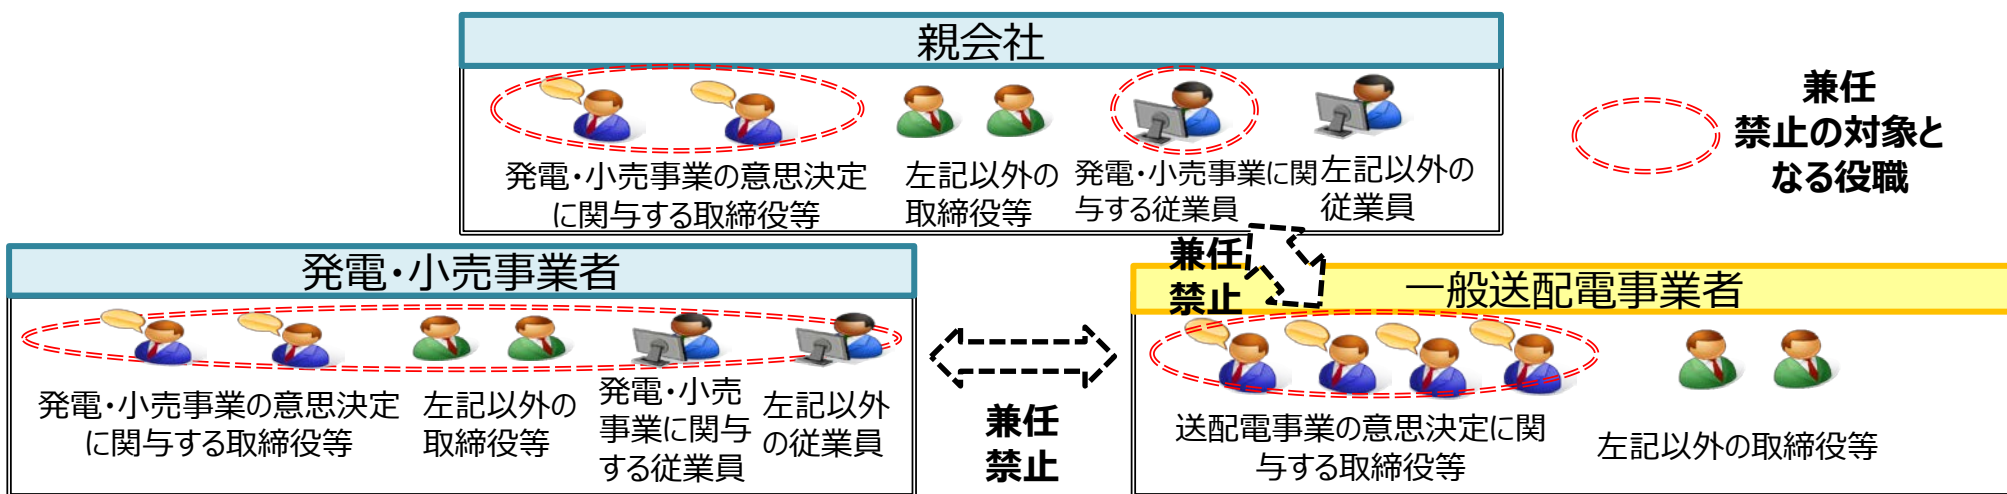 親会社
発電・小売事業の意思決定
に関与する取締役等
左記以外の
取締役等
発電・小売事業に関
与する従業員
左記以外の
従業員
兼任
禁止の対象と
なる役職
発電・小売事業者
発電・小売事業の意思決定
に関与する取締役等
左記以外の
取締役等
発電・小売
事業に関与
する従業員
左記以外
の従業員
兼任
禁止
兼任
禁止
一般送配電事業者
送配電事業の意思決定に関
与する取締役等
左記以外の取締役等